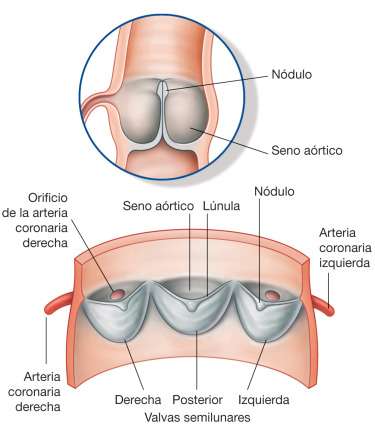 Nódulo
Seno aórtico
Orificio
de la arteria
coronaria
derecha
Seno aórtico
Lúnula
Nódulo
Arteria
coronaria
izquierda
Arteria
coronaria
derecha
Derecha
Posterior
Izquierda
Valvas semilunares